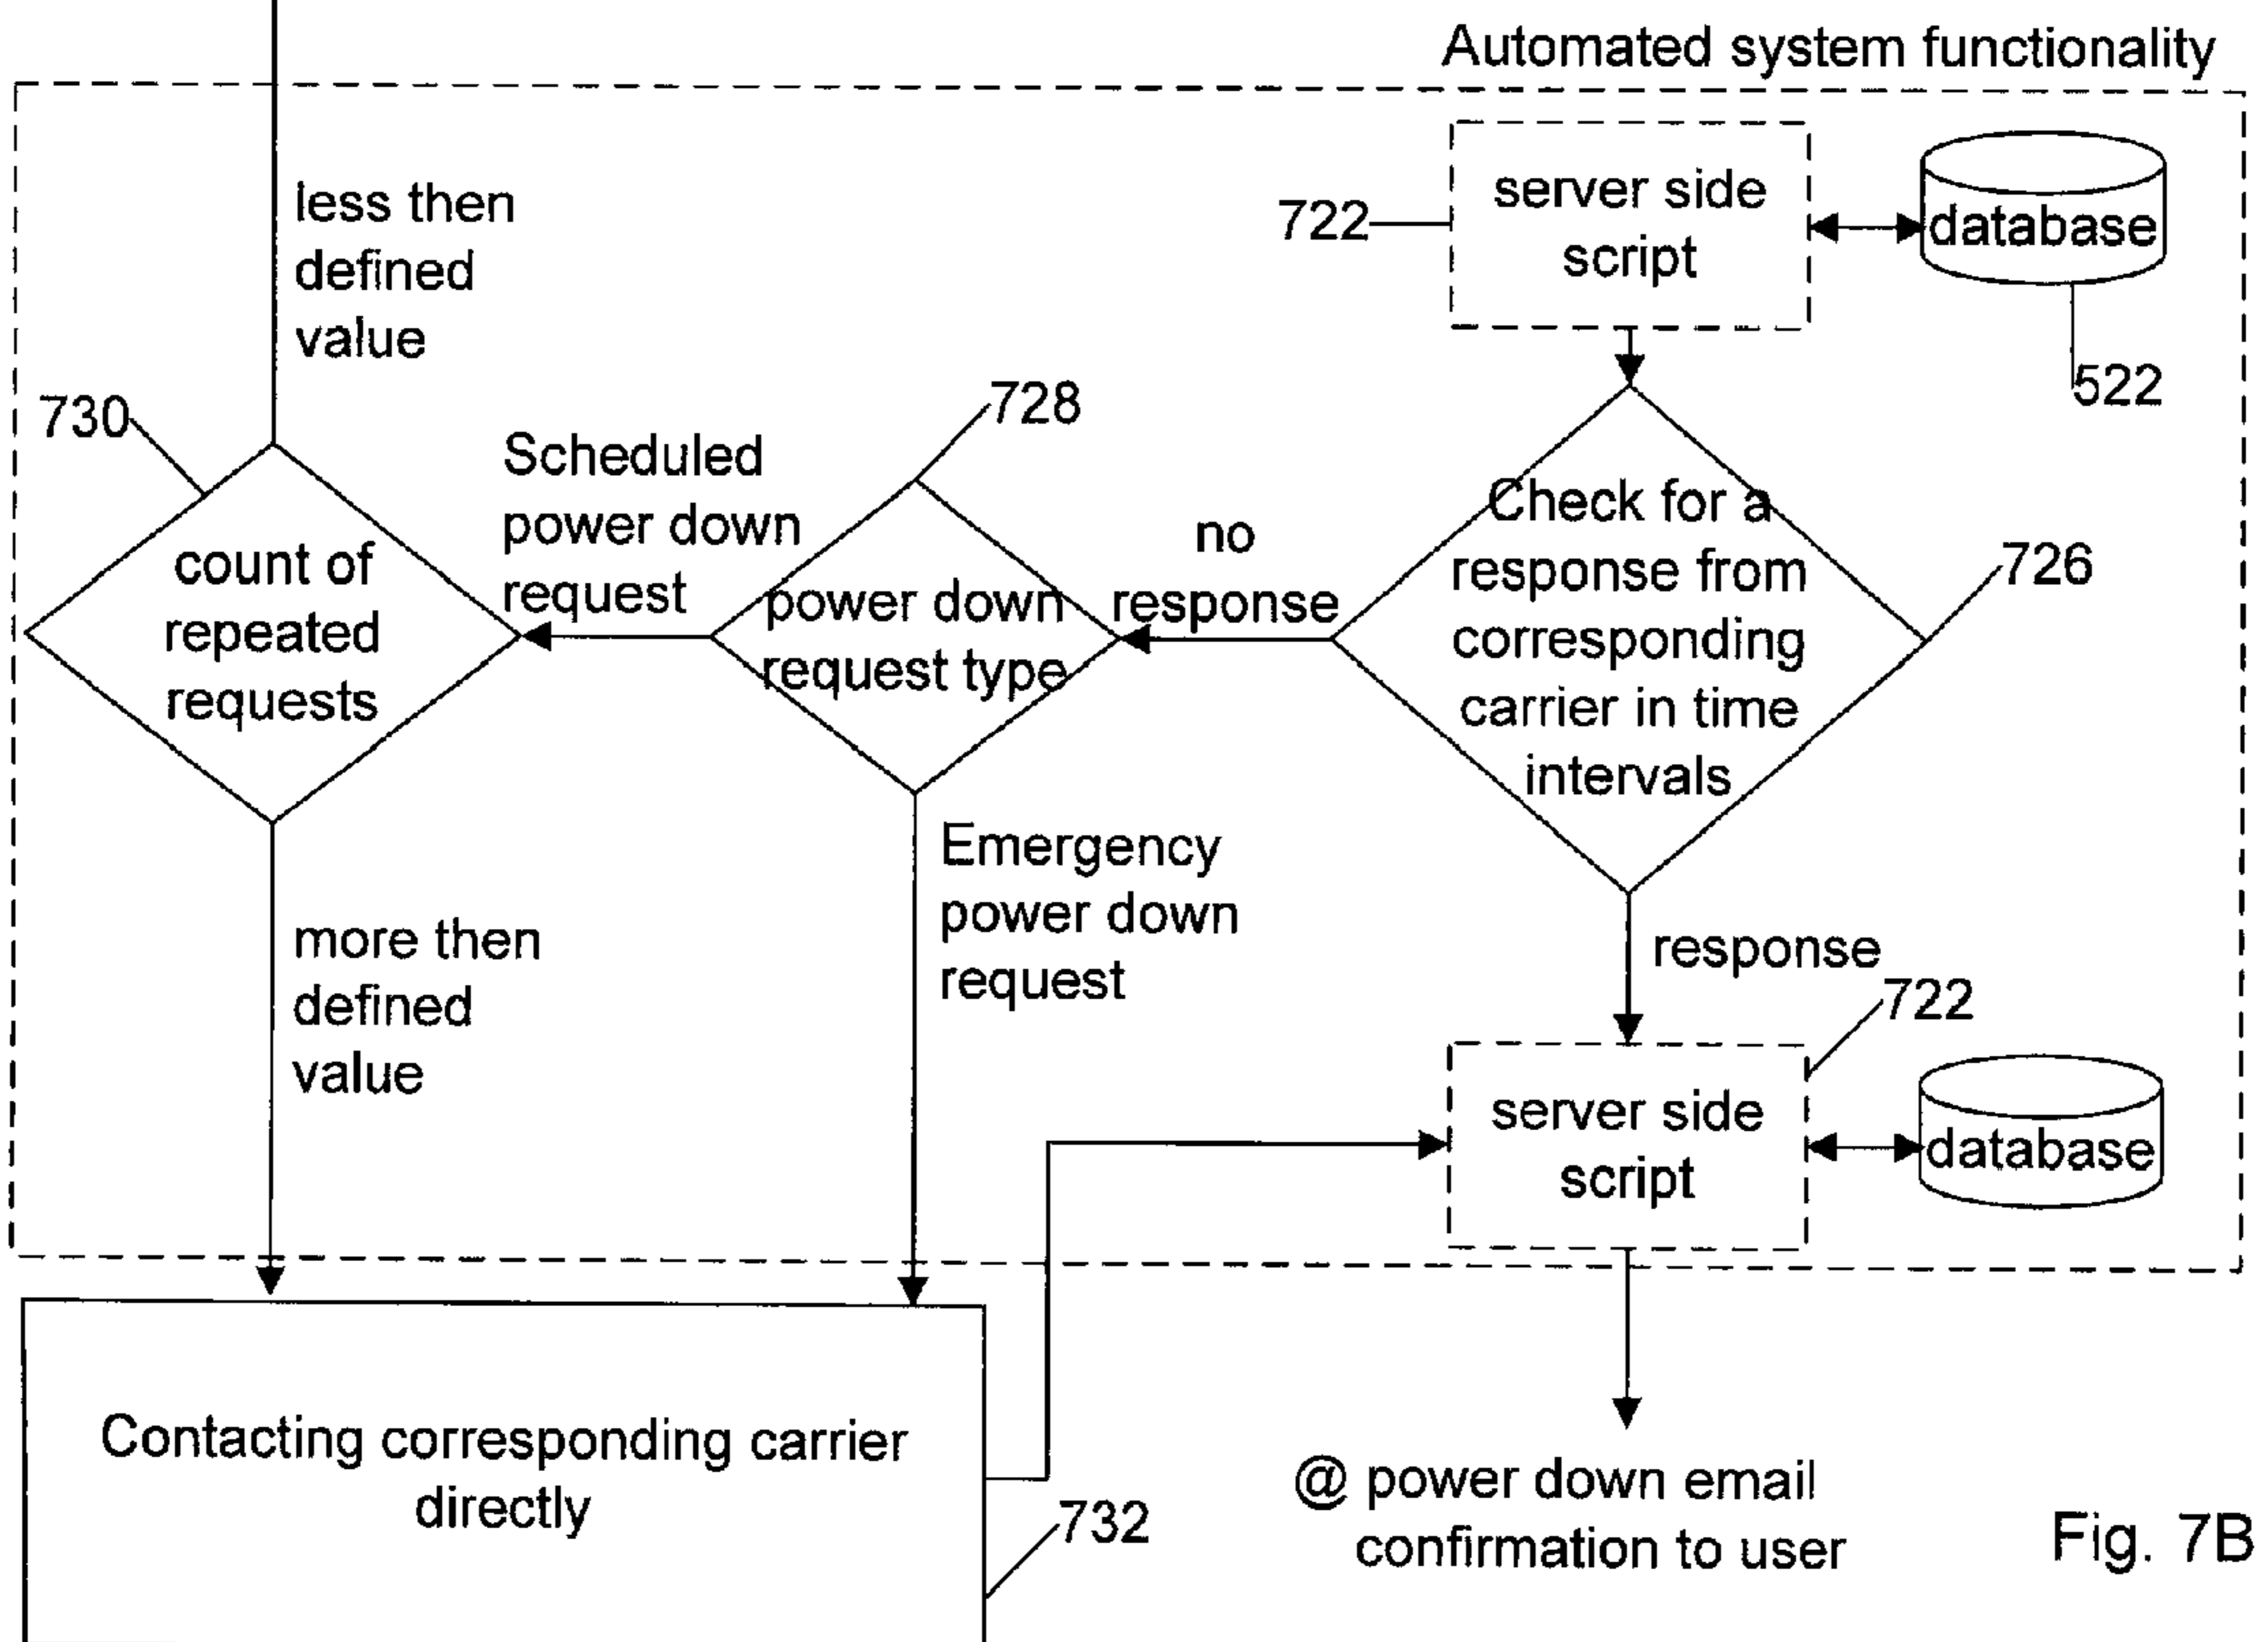 Automated system functionality
less then
defined
value
722
server side
script
database
522
730
728
Scheduled
power down
request
no
response
Check for a
response from
corresponding
carrier in time
intervals
726
count of
repeated
requests
power down
request type
Emergency
power down
request
more then
defined
value
response
722
server side
script
database
Contacting corresponding carrier
directly
732
@ power down email
confirmation to user
Fig. 7B